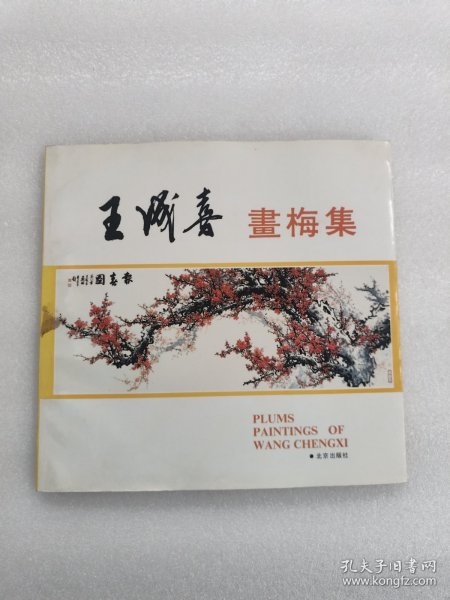 王成喜 畫梅集
報春圖
PLUMS
PAINTINGS OF
WANG CHENGXI
●北京出版社
孔夫子旧书网
www.kongfz.com